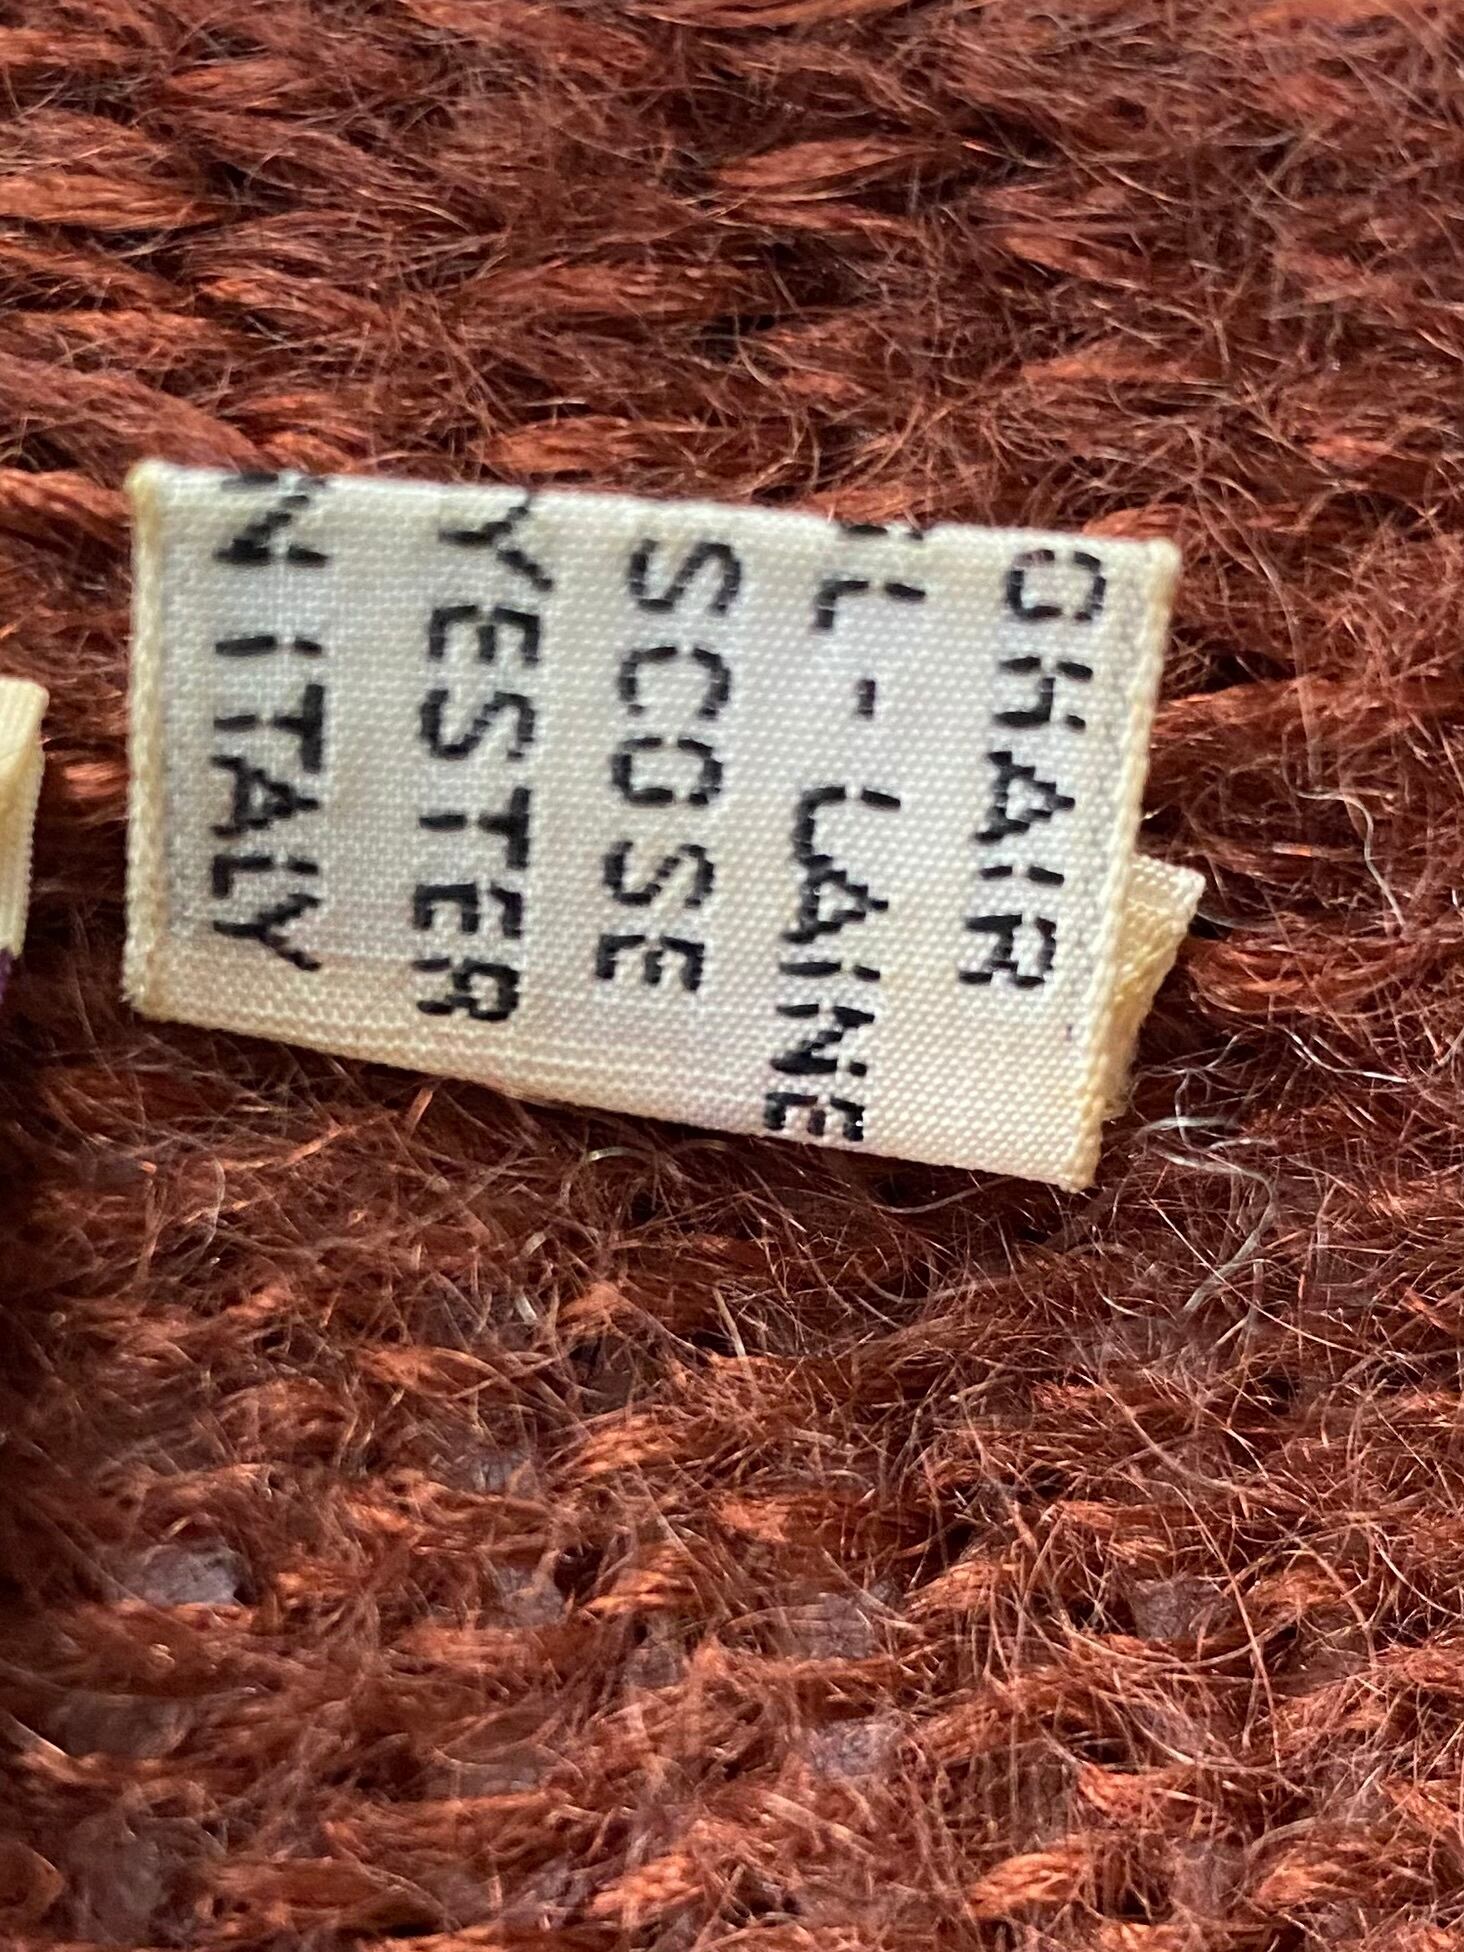 OHAIR
L-LAINE
SCOSE
YESTER
N ITALY